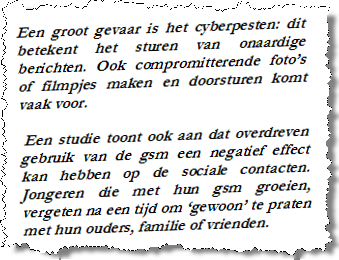 Een groot gevaar is het cyberpesten: dit
betekent het sturen van onaardige
berichten. Ook compromitterende foto's
of filmpjes maken en doorsturen komt
vaak voor.
Een studie toont ook aan dat overdreven
gebruik van de gsm een negatief effect
kan hebben op de sociale contacten.
Jongeren die met hun gsm groeien,
vergeten na een tijd om 'gewoon' te praten
met hun ouders, familie of vrienden.